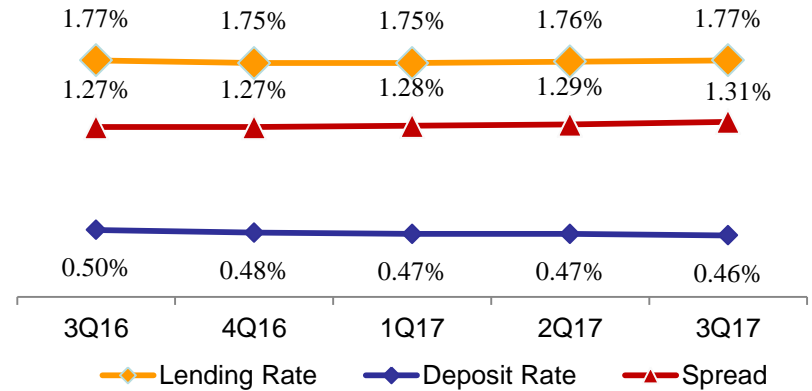 1.77% 1.75% 1.75% 1.76% 1.77%
1.27% 1.27% 1.28% 1.29% 1.31%
0.50% 0.48% 0.47% 0.47% 0.46%
3Q16 4Q16 1Q17 2Q17 3Q17
Lending Rate Deposit Rate Spread